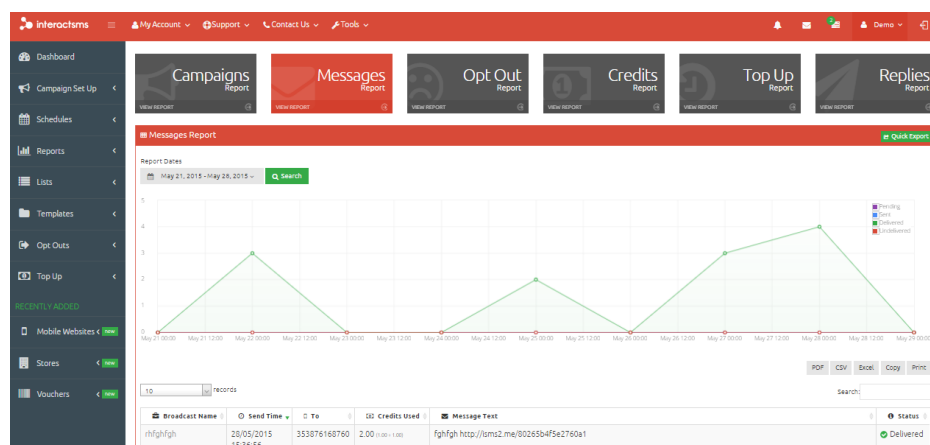 interactsms
My Account
Support
Contact Us
Tools
2
Demo
Dashboard
Campaign Set Up
Schedules
Reports
Lists
Templates
Opt Outs
Top Up
RECENTLY ADDED
Mobile Websites New
Stores New
Vouchers New
Campaigns
Report
VIEW REPORT
Messages
Report
VIEW REPORT
Opt Out
Report
VIEW REPORT
Credits
Report
VIEW REPORT
Top Up
Report
VIEW REPORT
Replies
Report
VIEW REPORT
Messages Report
Quick Export
Report Dates
May 21, 2015 - May 28, 2015
Search
5
4
3
2
1
0
Pending
Sent
Delivered
Undelivered
May 21 00:00 May 21 12:00 May 22 00:00 May 22 12:00 May 23 00:00 May 23 12:00 May 24 00:00 May 24 12:00 May 25 00:00 May 25 12:00 May 26 00:00 May 26 12:00 May 27 00:00 May 27 12:00 May 28 00:00 May 28 12:00 May 29 00:00
PDF CSV Excel Copy Print
10 records
Search:
Broadcast Name Send Time To Credits Used Message Text Status
rhfghfgh 28/05/2015 353876168760 2.00 (1.00 + 1.00) fghfgh http://isms2.me/80265b4f5e2760a1 Delivered